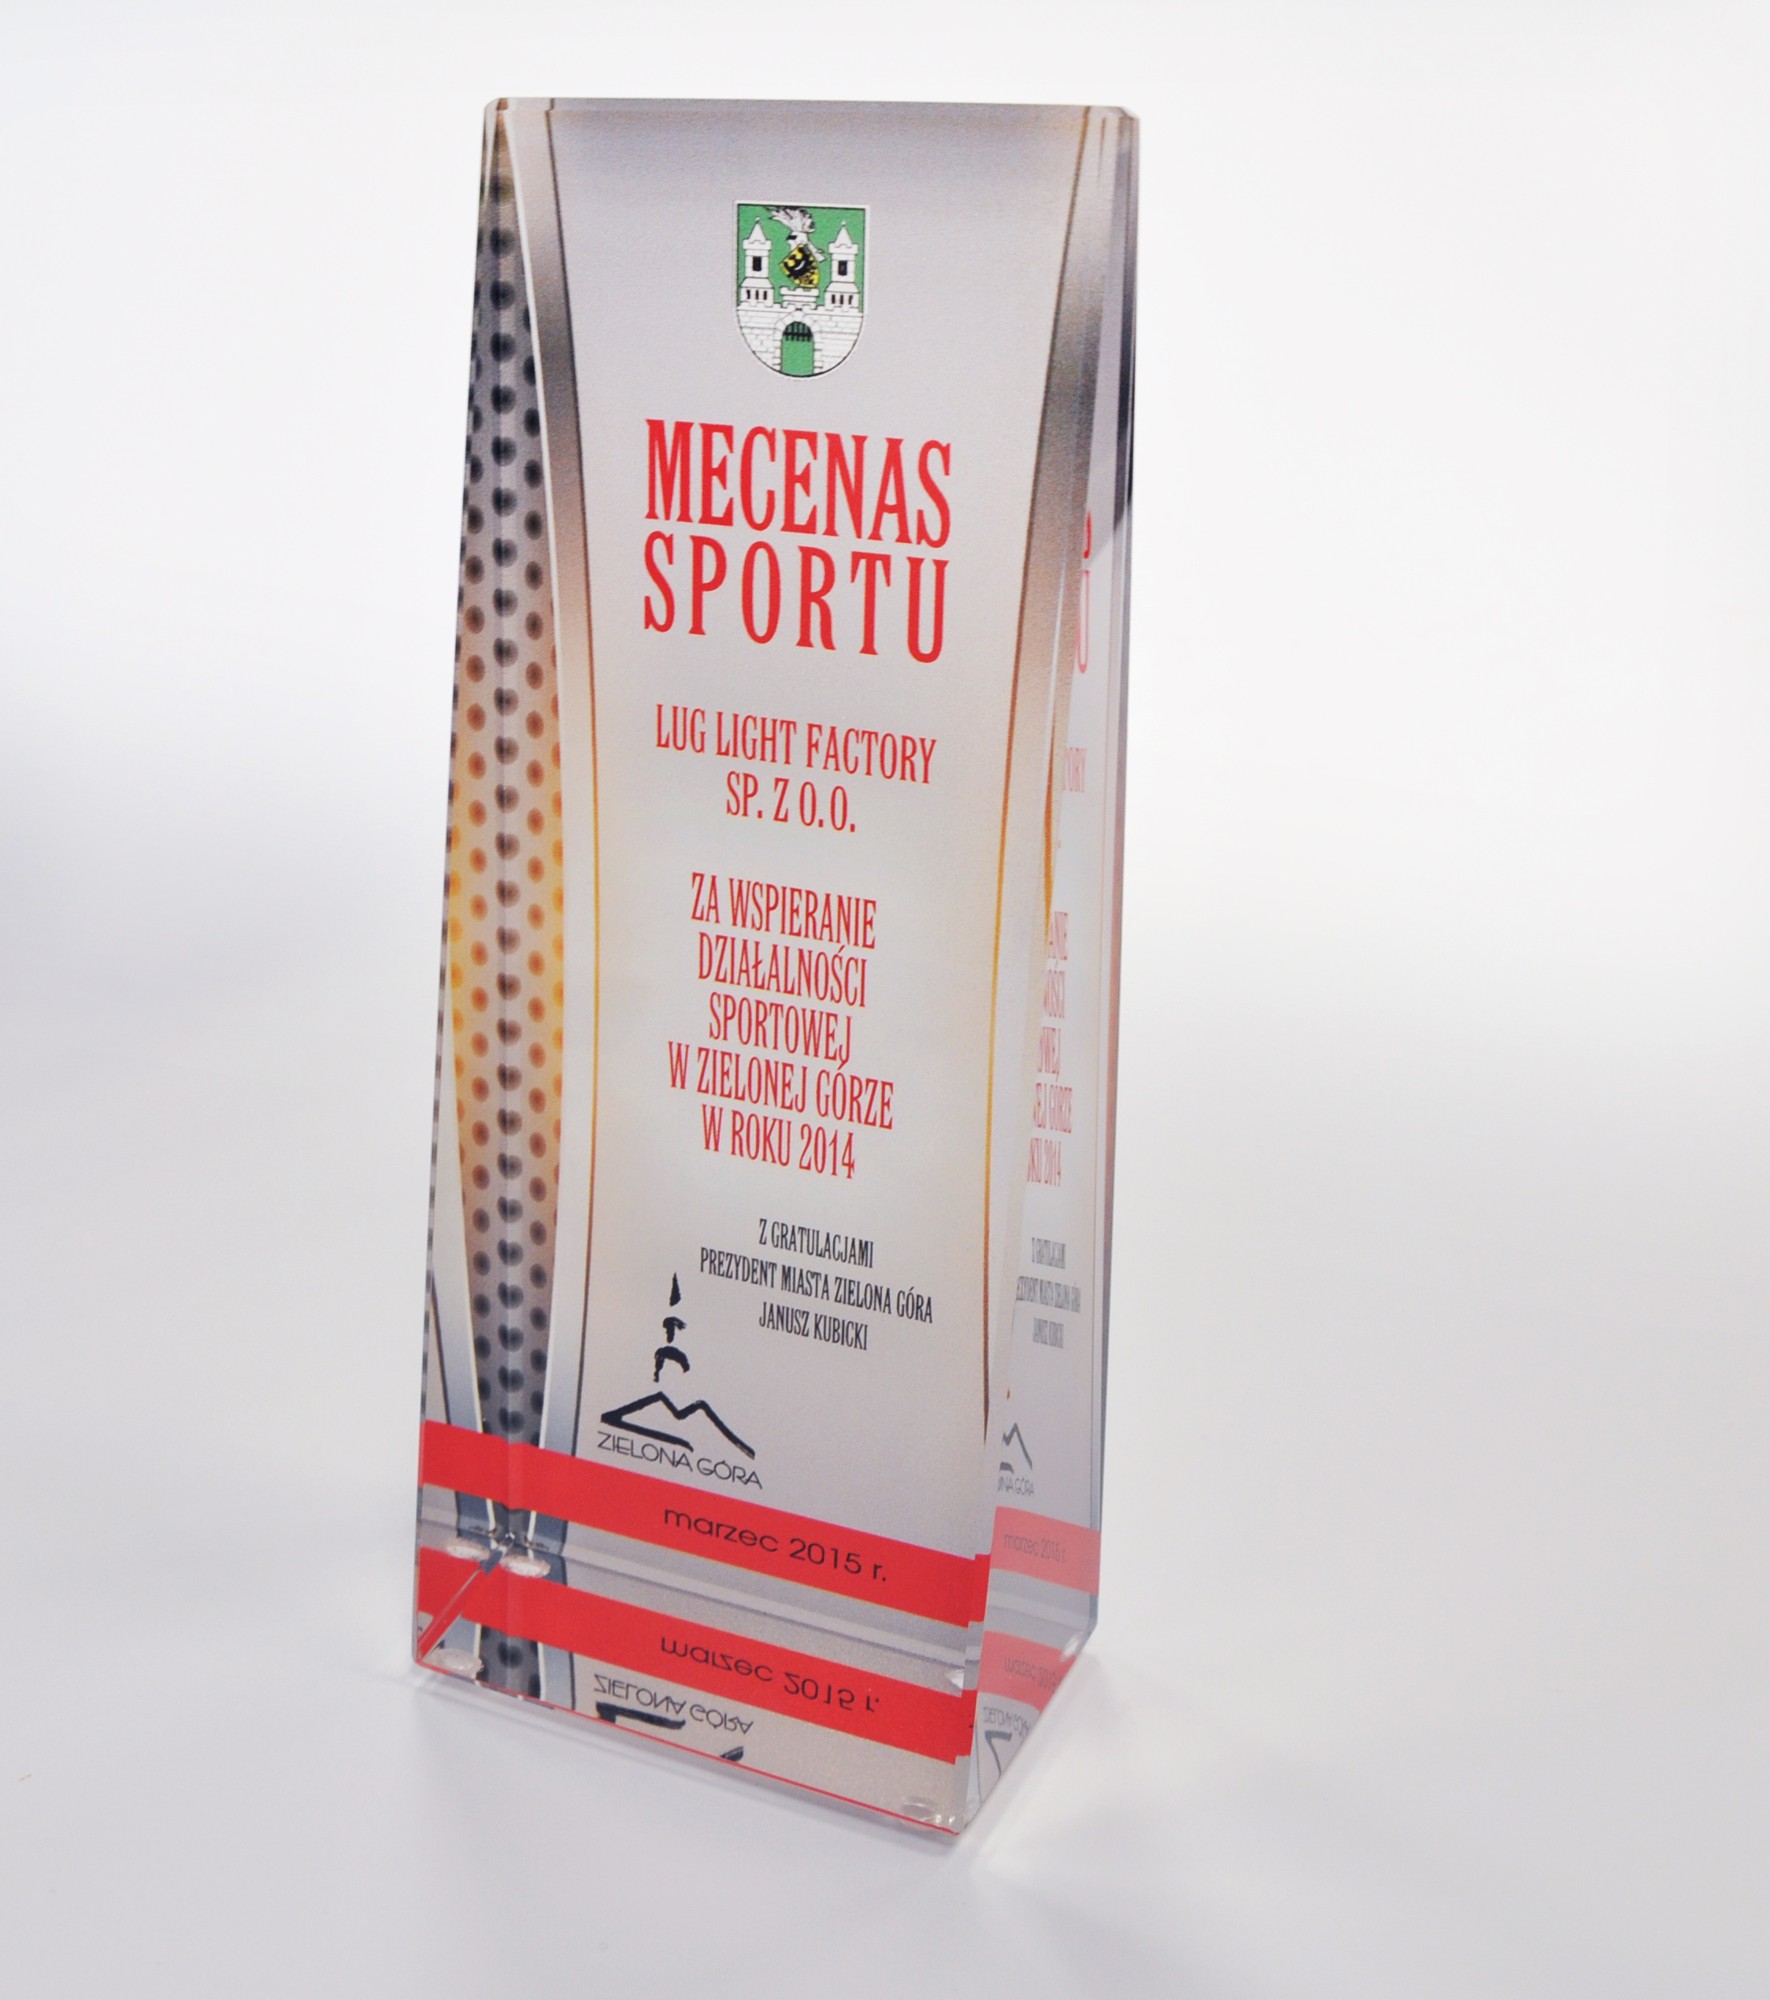 MECENAS
SPORTU
LUG LIGHT FACTORY
SP. Z O.O.
ZA WSPIERANIE
DZIAŁALNOŚCI
SPORTOWEJ
W ZIELONEJ GÓRZE
W ROKU 2014
Z GRATULACJAMI
PREZYDENT MIASTA ZIELONA GÓRA
JANUSZ KUBICKI
ZIELONA GÓRA
marzec 2015 r.